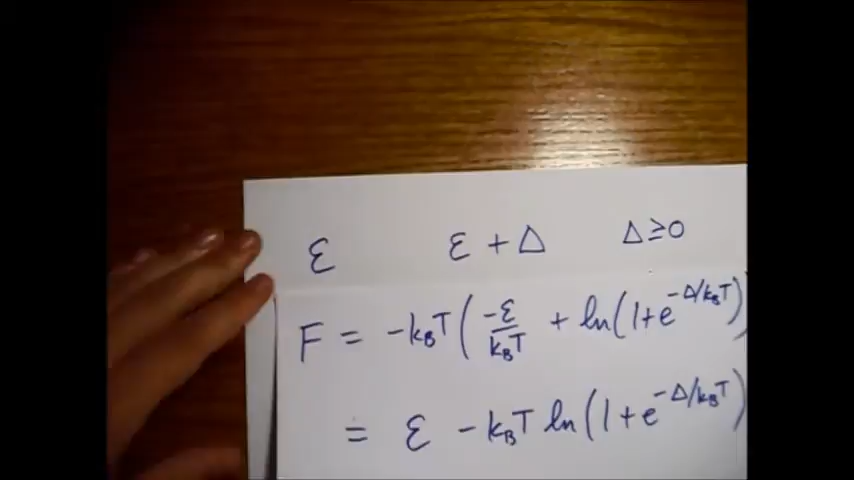 ε ε + Δ Δ ≥ 0
F = -k_BT ( -ε / k_BT + ln(1+e^{-Δ/k_BT})
= ε - k_BT ln(1+e^{-Δ/k_BT})